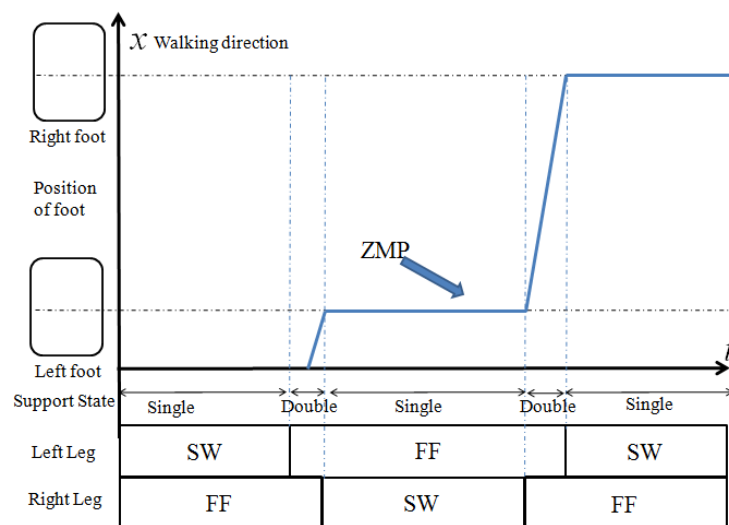 x Walking direction
Right foot
Position
of foot
ZMP
Left foot
t
Support State
Single
Double
Single
Double
Single
Left Leg
SW
FF
SW
Right Leg
FF
SW
FF